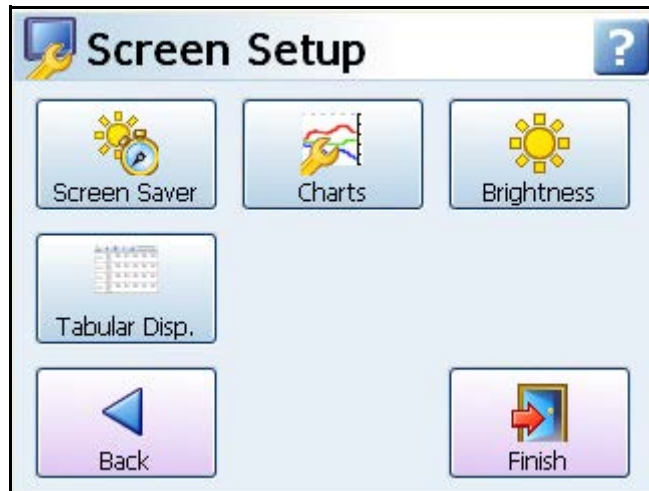 Screen Setup
?
Screen Saver
Charts
Brightness
Tabular Disp.
Back
Finish